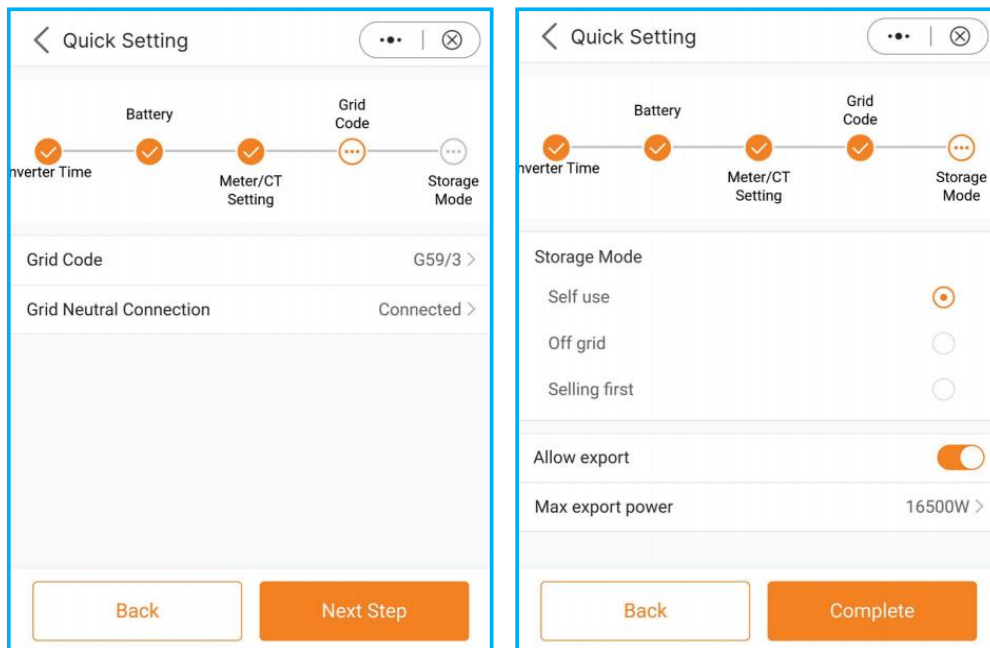 Quick Setting
Battery
Grid
Code
nverter Time
Meter/CT
Setting
Storage
Mode
Grid Code G59/3
Grid Neutral Connection Connected
Back Next Step
Quick Setting
Battery
Grid
Code
nverter Time
Meter/CT
Setting
Storage
Mode
Storage Mode
Self use
Off grid
Selling first
Allow export
Max export power 16500W
Back Complete